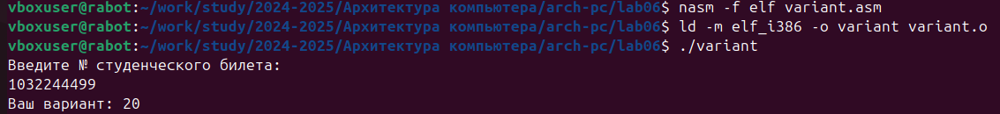 vboxuser@rabot:~/work/study/2024-2025/Архитектура компьютера/arch-pc/lab06$ nasm -f elf variant.asm
vboxuser@rabot:~/work/study/2024-2025/Архитектура компьютера/arch-pc/lab06$ ld -m elf_i386 -o variant variant.o
vboxuser@rabot:~/work/study/2024-2025/Архитектура компьютера/arch-pc/lab06$ ./variant
Введите № студенческого билета:
1032244499
Ваш вариант: 20